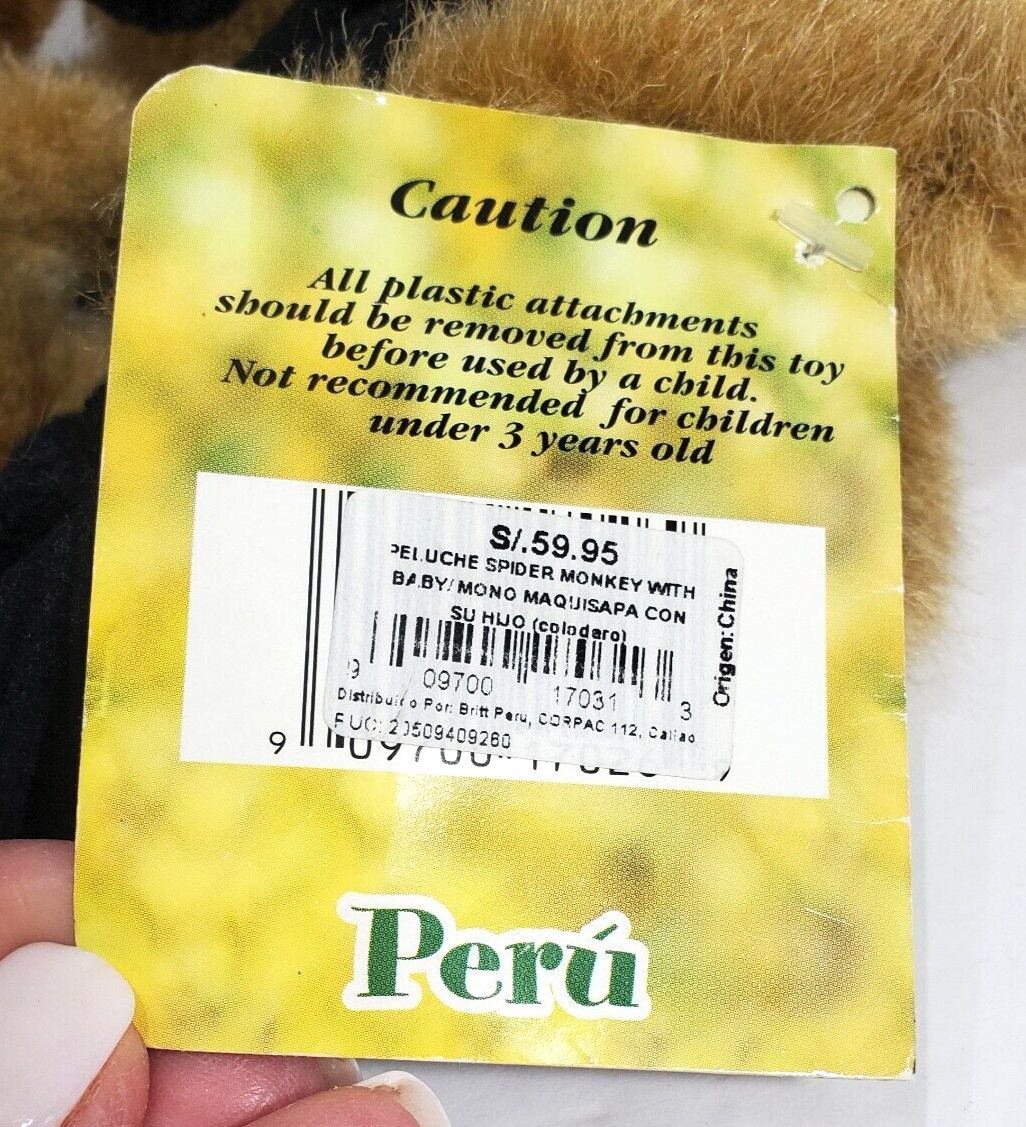 Caution
All plastic attachments
should be removed from this toy
before used by a child.
Not recommended for children
under 3 years old
S/.59.95
PELUCHE SPIDER MONKEY WITH
BABY/ MONO MAQUISAPA CON
SU HIJO (colodaro)
Origen:China
9 09700 17031 3
Distribuido Por: Britt Peru, CORPAC 112, Callao
RUC: 20509409260
9 09700
Perú